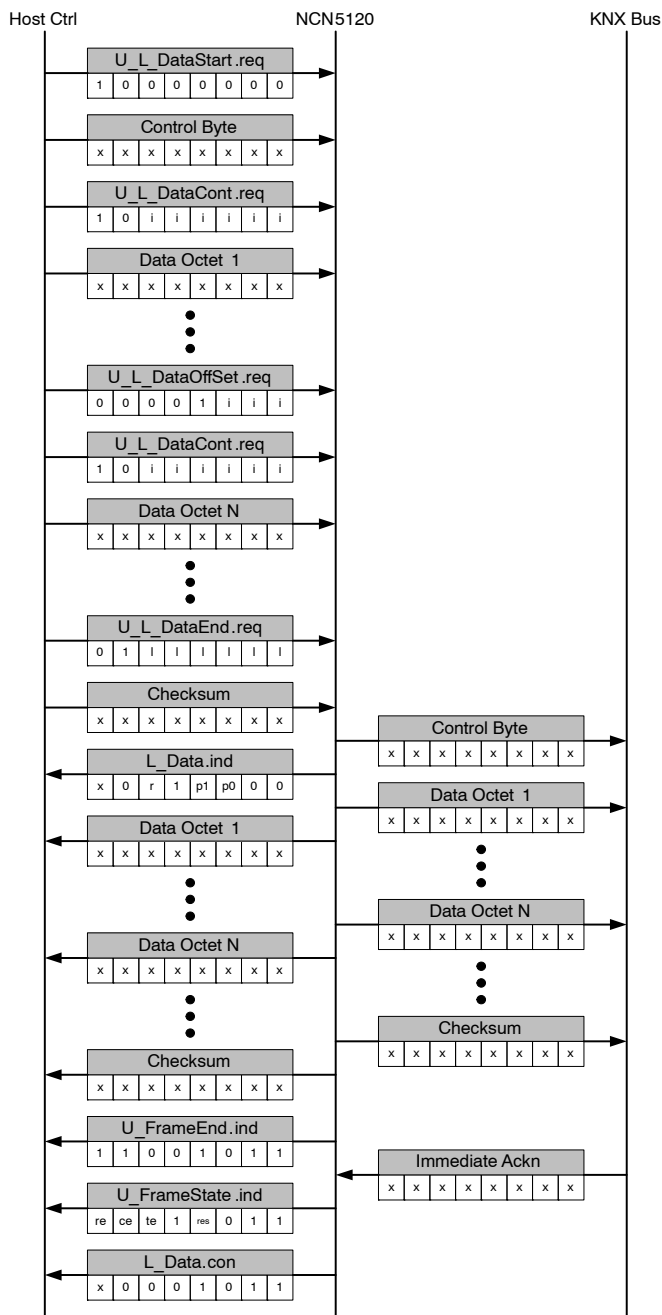 Host Ctrl NCN5120 KNX Bus
U_L_DataStart.req
1 0 0 0 0 0 0 0
Control Byte
x x x x x x x x
U_L_DataCont.req
1 0 i i i i i i
Data Octet 1
x x x x x x x x
U_L_DataOffSet.req
0 0 0 0 1 i i i
U_L_DataCont.req
1 0 i i i i i i
Data Octet N
x x x x x x x x
U_L_DataEnd.req
0 1 l l l l l l
Checksum
x x x x x x x x
Control Byte
x x x x x x x x
L_Data.ind
x 0 r 1 p1 p0 0 0
Data Octet 1
x x x x x x x x
Data Octet 1
x x x x x x x x
Data Octet N
x x x x x x x x
Data Octet N
x x x x x x x x
Checksum
x x x x x x x x
Checksum
x x x x x x x x
U_FrameEnd.ind
1 1 0 0 1 0 1 1
Immediate Ackn
x x x x x x x x
U_FrameState.ind
re ce te 1 res 0 1 1
L_Data.con
x 0 0 0 1 0 1 1